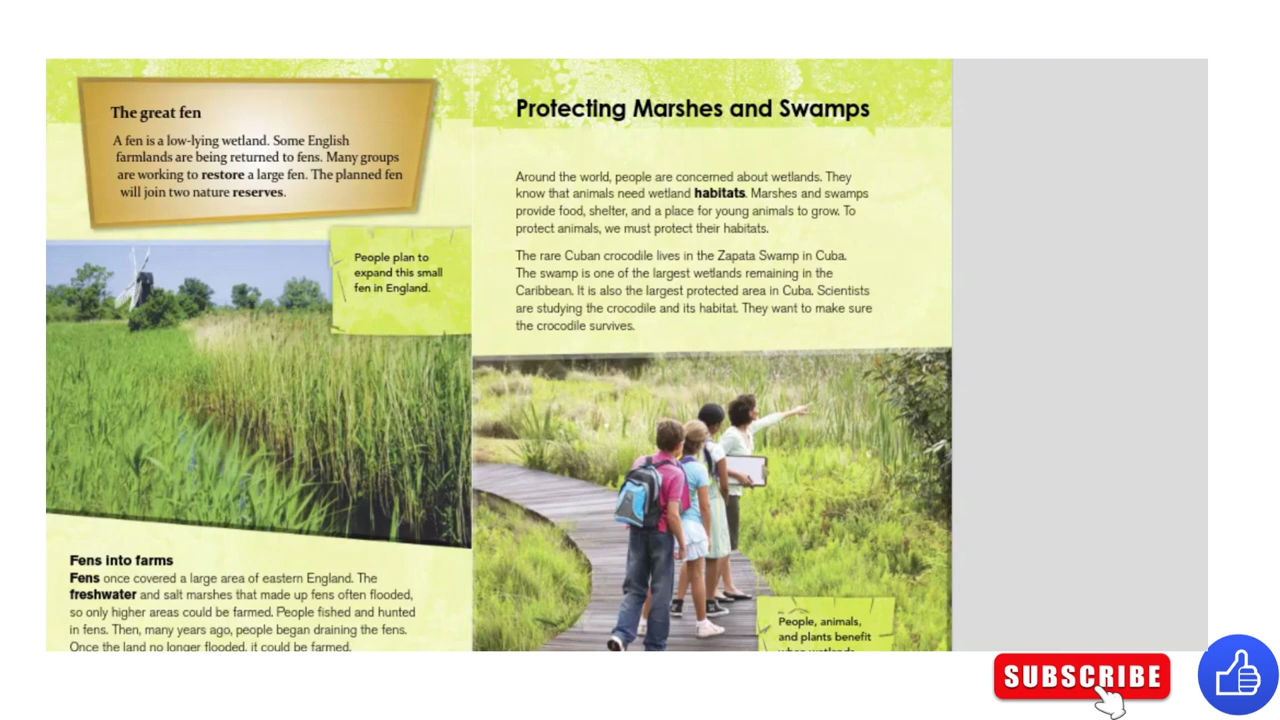 The great fen
A fen is a low-lying wetland. Some English
farmlands are being returned to fens. Many groups
are working to restore a large fen. The planned fen
will join two nature reserves.
People plan to
expand this small
fen in England.
Fens into farms
Fens once covered a large area of eastern England. The
freshwater and salt marshes that made up fens often flooded,
so only higher areas could be farmed. People fished and hunted
in fens. Then, many years ago, people began draining the fens.
Once the land no longer flooded, it could be farmed.
Protecting Marshes and Swamps
Around the world, people are concerned about wetlands. They
know that animals need wetland habitats. Marshes and swamps
provide food, shelter, and a place for young animals to grow. To
protect animals, we must protect their habitats.
The rare Cuban crocodile lives in the Zapata Swamp in Cuba.
The swamp is one of the largest wetlands remaining in the
Caribbean. It is also the largest protected area in Cuba. Scientists
are studying the crocodile and its habitat. They want to make sure
the crocodile survives.
People, animals,
and plants benefit
when wetlands
SUBSCRIBE